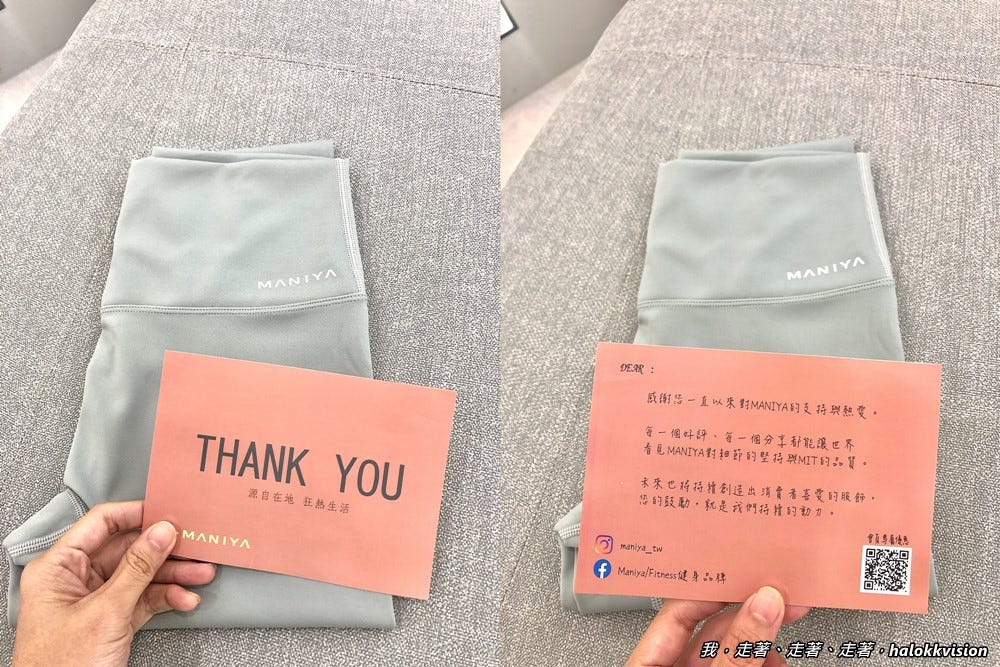 MANIYA
THANK YOU
源自在地 狂熱生活
MANIYA
MANIYA
DEAR :
感謝您一直以來對MANIYA的支持與熱愛。
每一個好評、每一個分享都能讓世界
看見MANIYA對細節的堅持與MIT的品質。
未來也將持續創造出消費者喜愛的服飾。
您的鼓勵，就是我們持續的動力。
maniya_tw
Maniya/Fitness健身品牌
會員專屬優惠
我·走著、走著、走著·halokkvision